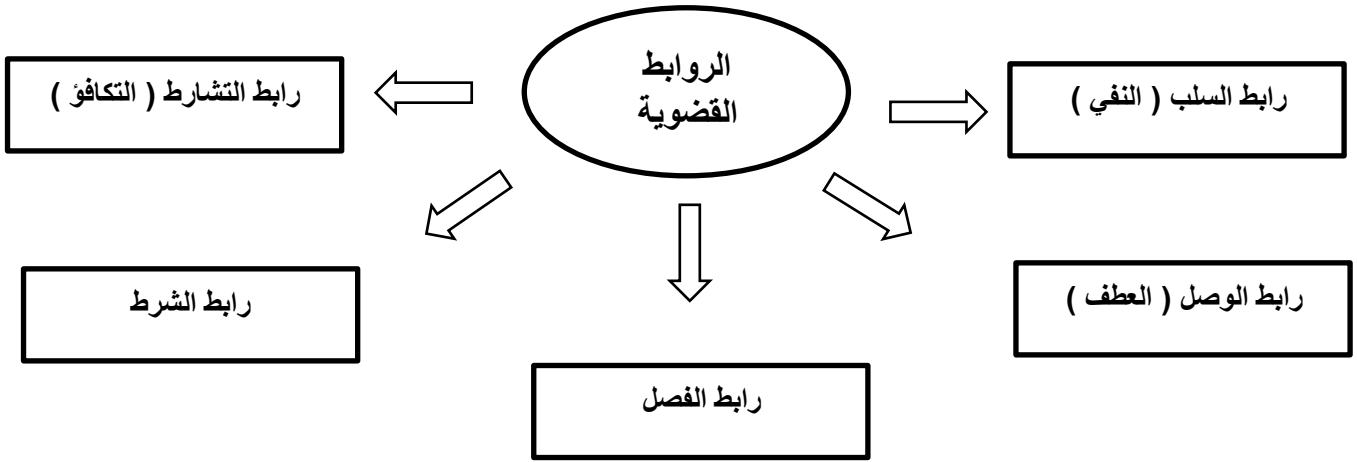 الروابط
القضوية
رابط السلب ( النفي )
رابط التشارط ( التكافؤ )
رابط الوصل ( العطف )
رابط الشرط
رابط الفصل